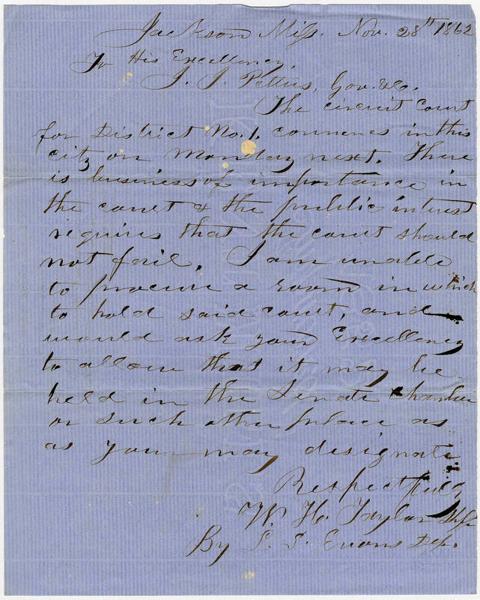 Jackson Miss. Nov. 28th 1862
To His Excellency,
J. J. Pettus, Gov. &c.
The circuit court
for District No. 1. convenes in this
city on Monday next. There
is business of importance in
the court & the public interest
requires that the court should
not fail. I am unable
to procure a room in which
to hold said court, and
would ask your Excellency
to allow that it may be
held in the Senate chamber
or such other place as
as you may designate
Respectfully
W. H. Taylor Shff
By S. S. Evans D.S.